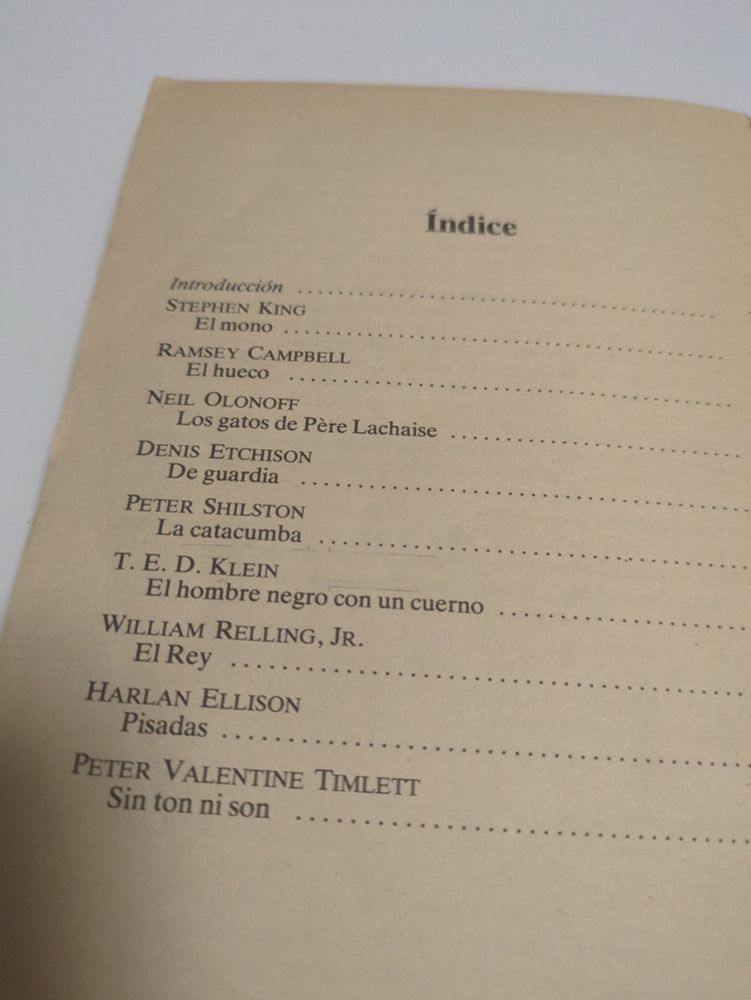 Índice
Introducción ........................
STEPHEN KING
El mono ........................
RAMSEY CAMPBELL
El hueco ........................
NEIL OLONOFF
Los gatos de Père Lachaise ........................
DENIS ETCHISON
De guardia ........................
PETER SHILSTON
La catacumba ........................
T. E. D. KLEIN
El hombre negro con un cuerno ........................
WILLIAM RELLING, JR.
El Rey ........................
HARLAN ELLISON
Pisadas ........................
PETER VALENTINE TIMLETT
Sin ton ni son ........................